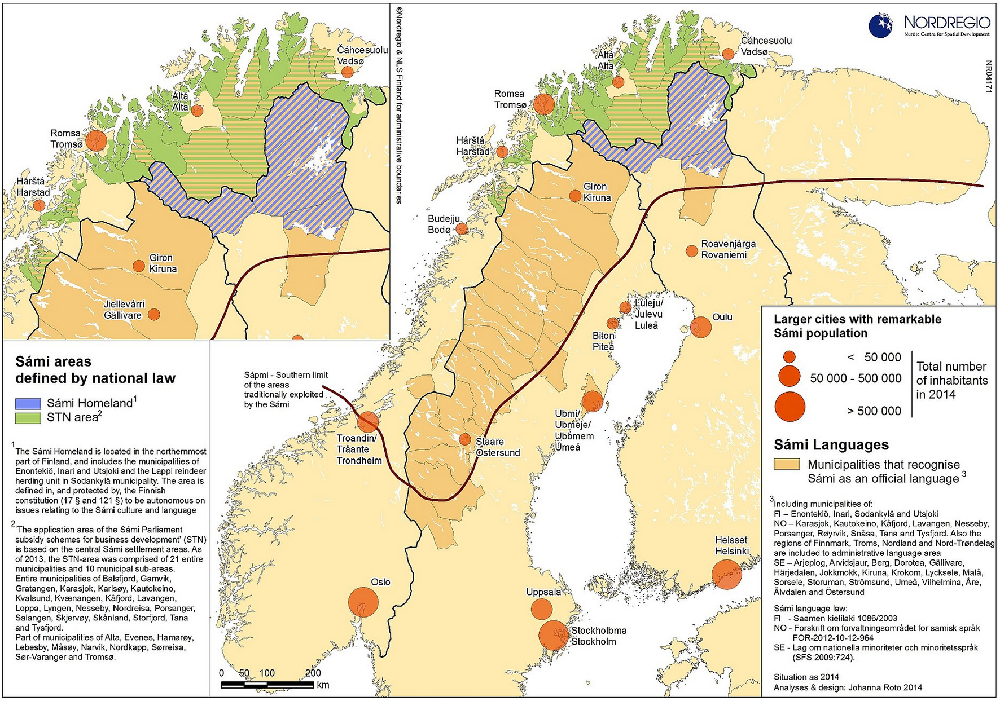 Čáhcesuolu
Vadsø
Áltá
Alta
Romsa
Tromsø
Hárštá
Harstad
Giron
Kiruna
Jiellevárri
Gällivare
©Nordregio & NLS Finland for administrative boundaries
NORDREGIO
Nordic Centre for Spatial Development
NR04171
Čáhcesuolu
Vadsø
Áltá
Alta
Romsa
Tromsø
Hárštá
Harstad
Giron
Kiruna
Budejju
Bodø
Roavenjárga
Rovaniemi
Luleju/
Julevu
Luleå
Biton
Piteå
Oulu
Sápmi - Southern limit
of the areas
traditionally exploited
by the Sámi
Troandin/
Tråante
Trondheim
Staare
Östersund
Ubmi/
Ubmeje/
Ubbmem
Umeå
Helsset
Helsinki
Oslo
Uppsala
Stockholbma
Stockholm
0 50 100 200
km
Sámi areas
defined by national law
Sámi Homeland1
STN area2
1
The Sámi Homeland is located in the northernmost
part of Finland, and includes the municipalities of
Enontekiö, Inari and Utsjoki and the Lappi reindeer
herding unit in Sodankylä municipality. The area is
defined in, and protected by, the Finnish
constitution (17 § and 121 §) to be autonomous on
issues relating to the Sámi culture and language
2
'The application area of the Sámi Parliament
subsidy schemes for business development' (STN)
is based on the central Sámi settlement areas. As
of 2013, the STN-area was comprised of 21 entire
municipalities and 10 municipal sub-areas.
Entire municipalities of Balsfjord, Gamvik,
Gratangen, Karasjok, Karlsøy, Kautokeino,
Kvalsund, Kvænangen, Kåfjord, Lavangen,
Loppa, Lyngen, Nesseby, Nordreisa, Porsanger,
Salangen, Skjervøy, Skånland, Storfjord, Tana
and Tysfjord.
Part of municipalities of Alta, Evenes, Hamarøy,
Lebesby, Måsøy, Narvik, Nordkapp, Sørreisa,
Sør-Varanger and Tromsø.
Larger cities with remarkable
Sámi population
< 50 000
50 000 - 500 000
> 500 000
Total number
of inhabitants
in 2014
Sámi Languages
Municipalities that recognise
Sámi as an official language 3
3
Including municipalities of:
FI – Enontekiö, Inari, Sodankylä and Utsjoki
NO – Karasjok, Kautokeino, Kåfjord, Lavangen, Nesseby,
Porsanger, Røyrvik, Snåsa, Tana and Tysfjord. Also the
regions of Finnmark, Troms, Nordland and Nord-Trøndelag
are included to administrative language area
SE – Arjeplog, Arvidsjaur, Berg, Dorotea, Gällivare,
Härjedalen, Jokkmokk, Kiruna, Krokom, Lycksele, Malå,
Sorsele, Storuman, Strömsund, Umeå, Vilhelmina, Åre,
Älvdalen and Östersund
Sámi language law:
FI - Saamen kielilaki 1086/2003
NO - Forskrift om forvaltningsområdet for samisk språk
FOR-2012-10-12-964
SE - Lag om nationella minoriteter och minoritetsspråk
(SFS 2009:724).
Situation as 2014
Analyses & design: Johanna Roto 2014